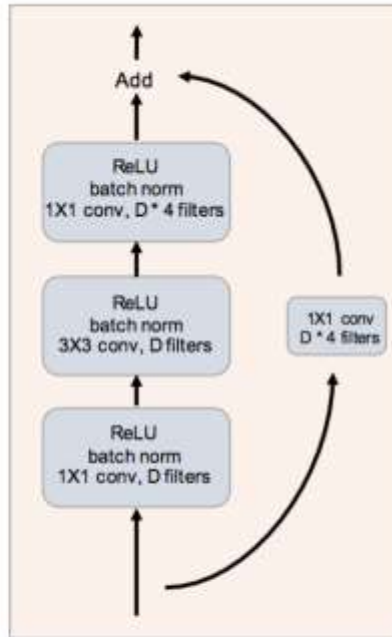 Add
ReLU
batch norm
1X1 conv, D * 4 filters
ReLU
batch norm
3X3 conv, D filters
1X1 conv
D * 4 filters
ReLU
batch norm
1X1 conv, D filters